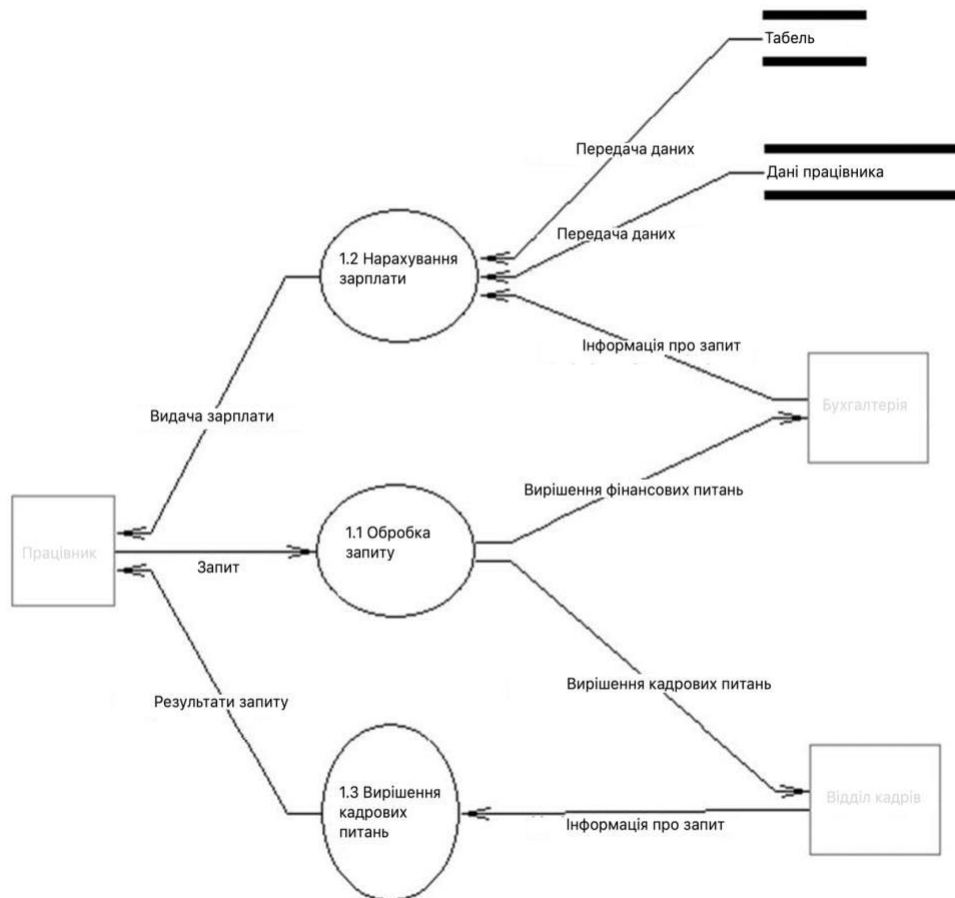 Табель
Передача даних
Дані працівника
Передача даних
1.2 Нарахування
зарплати
Інформація про запит
Бухгалтерія
Видача зарплати
Вирішення фінансових питань
1.1 Обробка
запиту
Працівник
Запит
Вирішення кадрових питань
Результати запиту
1.3 Вирішення
кадрових
питань
Відділ кадрів
Інформація про запит